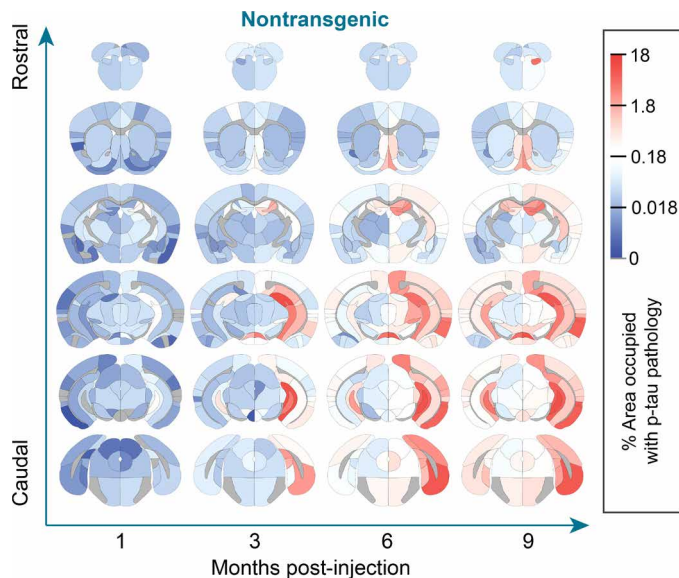 Nontransgenic
Rostral
Caudal
1
3
6
9
Months post-injection
18
1.8
0.18
0.018
0
% Area occupied
with p-tau pathology